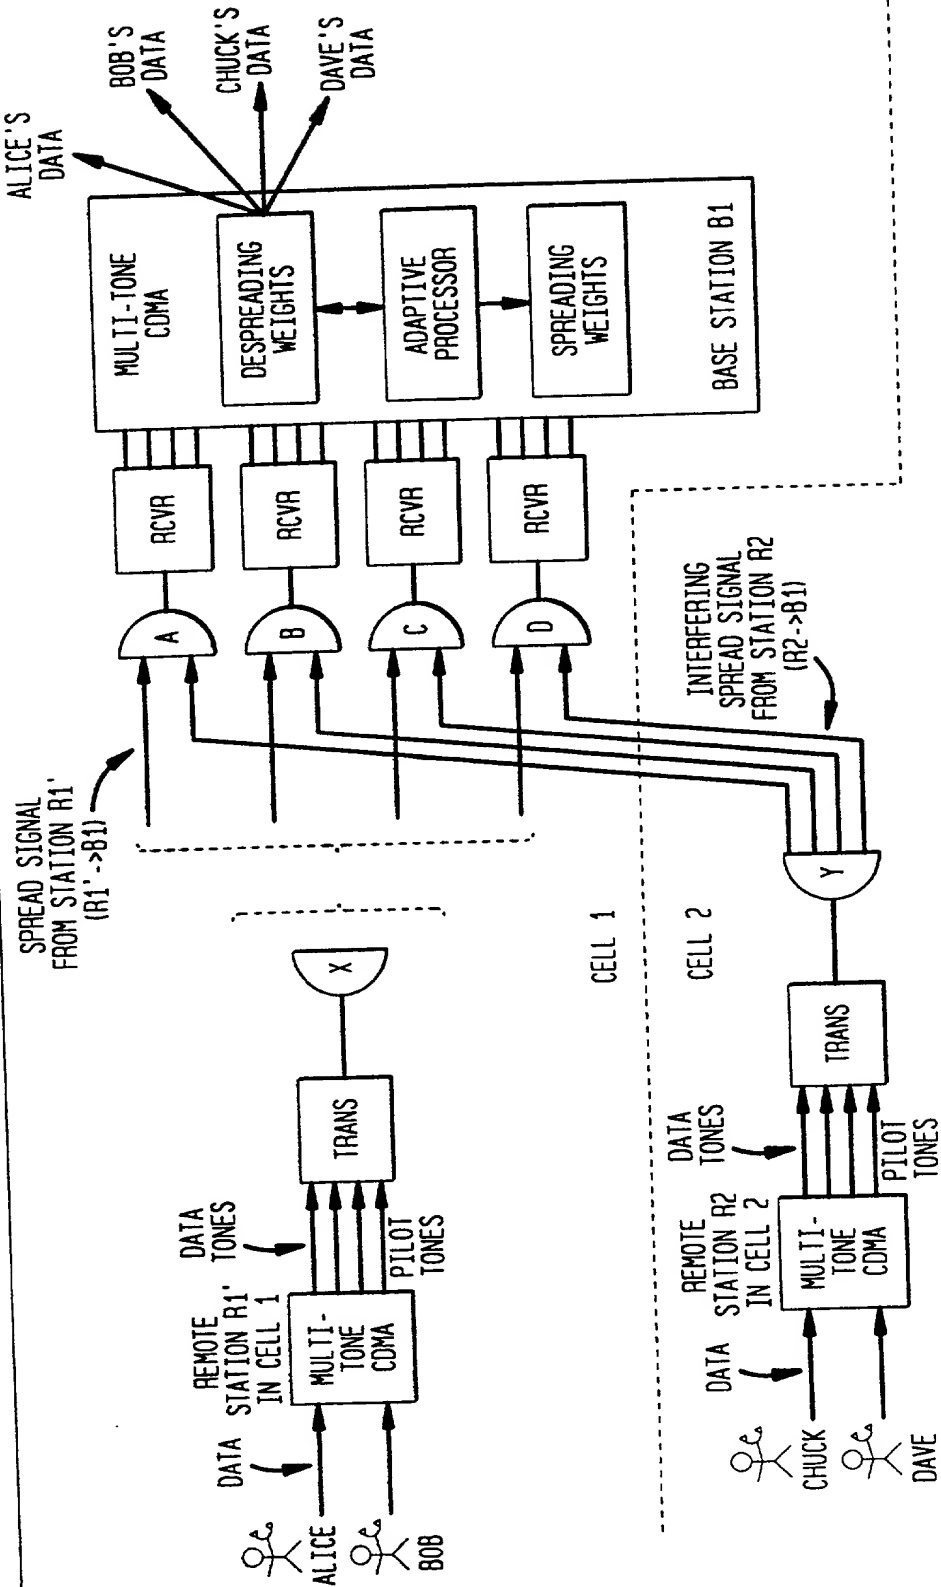 ALICE'S
DATA
BOB'S
DATA
CHUCK'S
DATA
DAVE'S
DATA
MULTI-TONE
CDMA
DESPREADING
WEIGHTS
ADAPTIVE
PROCESSOR
SPREADING
WEIGHTS
BASE STATION B1
RCVR
RCVR
RCVR
RCVR
A
B
C
D
SPREAD SIGNAL
FROM STATION R1'
(R1'->B1)
INTERFERING
SPREAD SIGNAL
FROM STATION R2
(R2->B1)
X
CELL 1
CELL 2
Y
TRANS
TRANS
DATA
TONES
PILOT
TONES
REMOTE
STATION R1'
IN CELL 1
MULTI-
TONE
CDMA
DATA
ALICE
BOB
DATA
TONES
PILOT
TONES
REMOTE
STATION R2
IN CELL 2
MULTI-
TONE
CDMA
DATA
CHUCK
DAVE